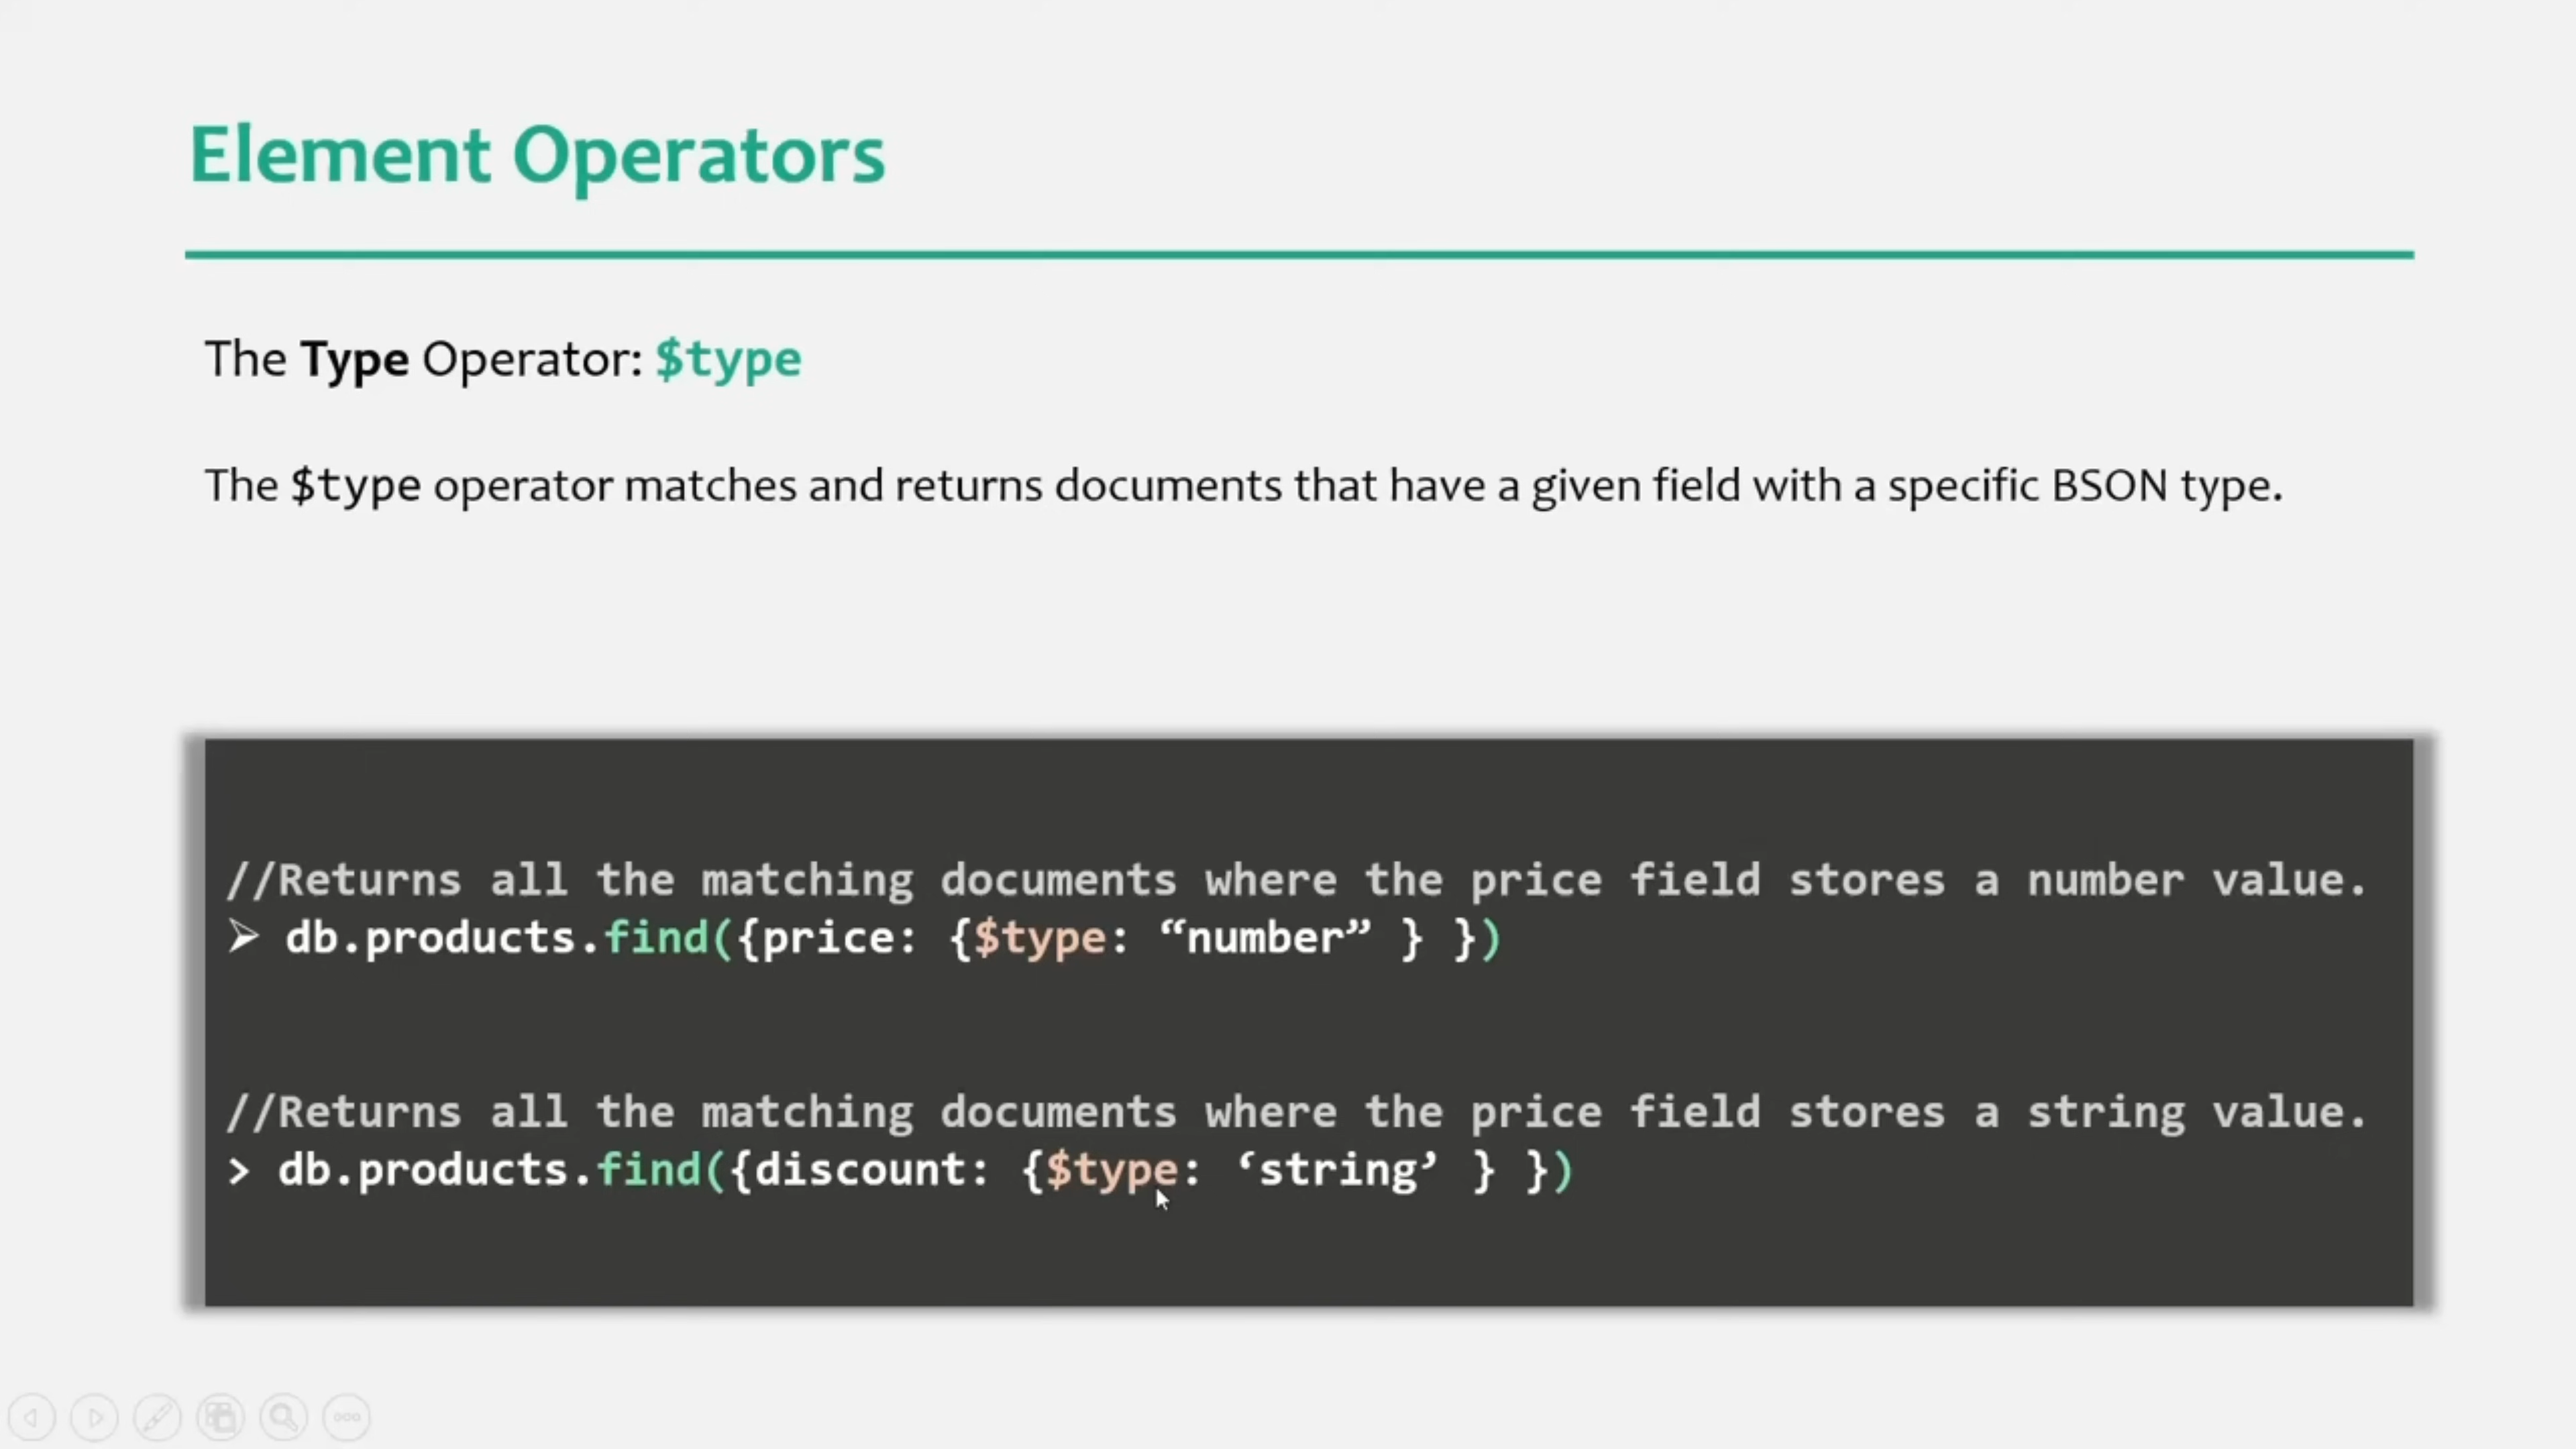 Element Operators
The Type Operator: $type
The $type operator matches and returns documents that have a given field with a specific BSON type.
//Returns all the matching documents where the price field stores a number value.
➢ db.products.find({price: {$type: “number” } })
//Returns all the matching documents where the price field stores a string value.
> db.products.find({discount: {$type: ‘string’ } })